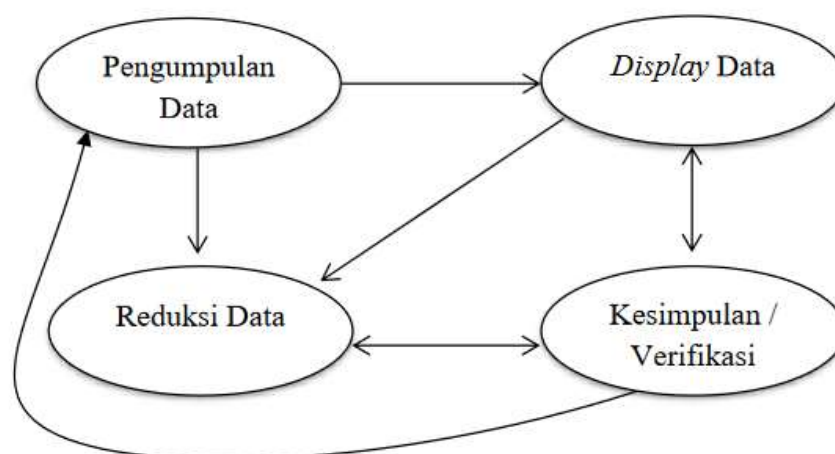 Pengumpulan
Data
Display Data
Reduksi Data
Kesimpulan /
Verifikasi